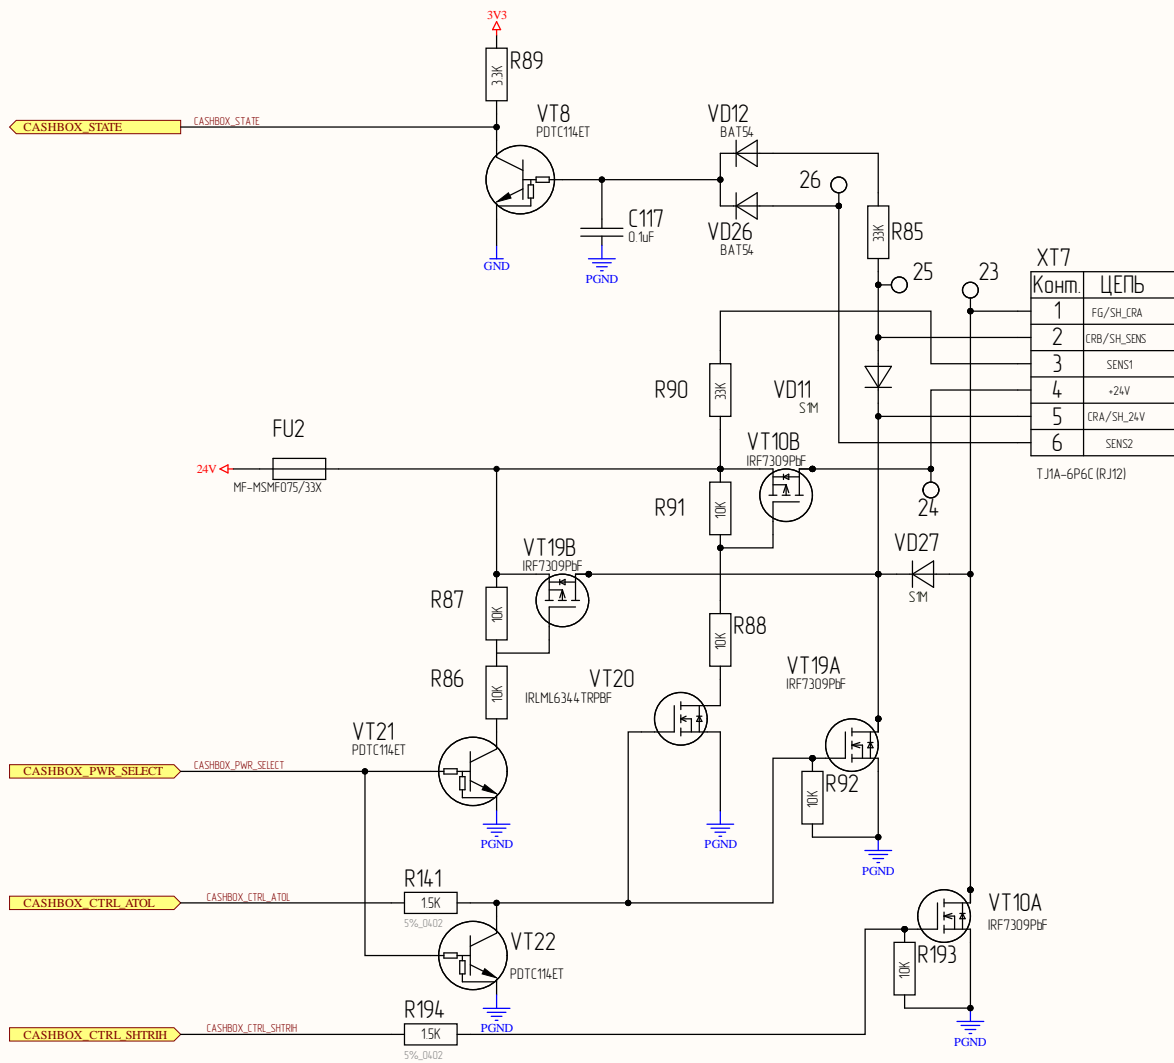 3V3
R89
3.3K
VT8
PDTC114ET
CASHBOX_STATE
CASHBOX_STATE
VD12
BAT54
26
C117
0.1uF
VD26
BAT54
R85
33K
GND
PGND
25
23
XT7
Конт. ЦЕПЬ
1 FG/SH_CRA
2 CRB/SH_SENS
3 SENS1
4 +24V
5 CRA/SH_24V
6 SENS2
TJ1A-6P6C (RJ12)
R90
33K
VD11
S1M
FU2
24V
MF-MSMF075/33X
VT10B
IRF7309PbF
R91
10K
24
VT19B
IRF7309PbF
VD27
S1M
R87
10K
R88
10K
R86
10K
VT20
IRLML6344TRPBF
VT19A
IRF7309PbF
VT21
PDTC114ET
CASHBOX_PWR_SELECT
CASHBOX_PWR_SELECT
R92
10K
PGND
PGND
PGND
R141
1.5K
5%_0402
CASHBOX_CTRL_ATOL
CASHBOX_CTRL_ATOL
VT10A
IRF7309PbF
VT22
PDTC114ET
R193
10K
PGND
R194
1.5K
5%_0402
CASHBOX_CTRL_SHTRIH
CASHBOX_CTRL_SHTRIH
PGND